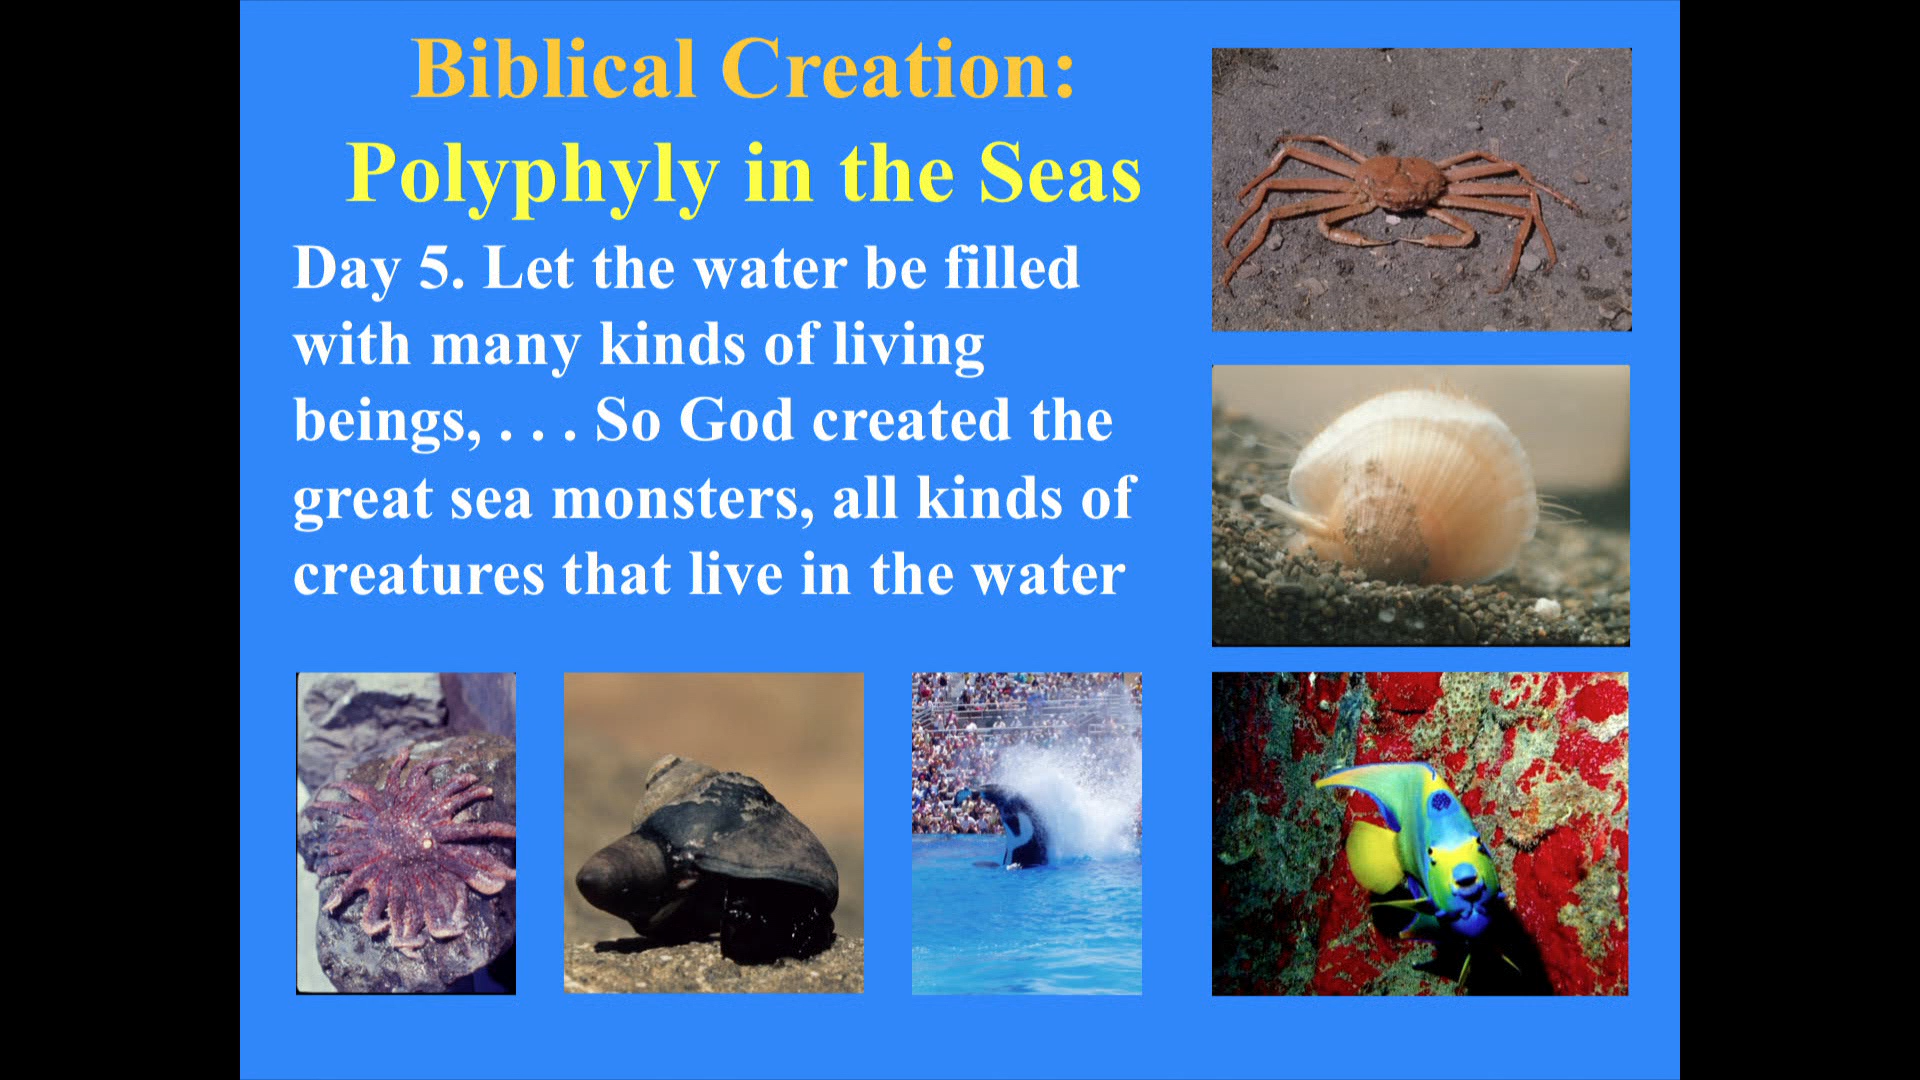 Biblical Creation:
Polyphyly in the Seas
Day 5. Let the water be filled
with many kinds of living
beings, . . . So God created the
great sea monsters, all kinds of
creatures that live in the water